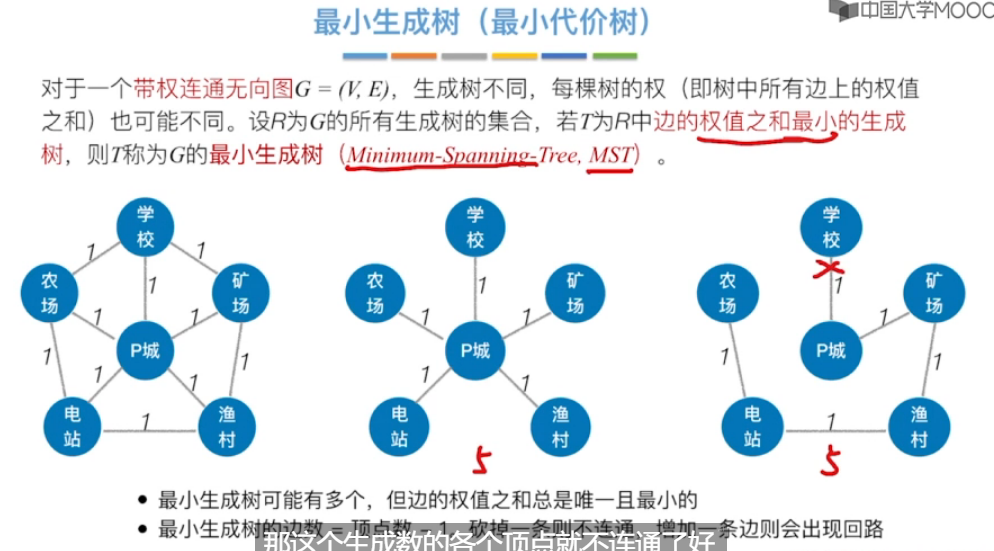 最小生成树（最小代价树）
中国大学MOOC
对于一个带权连通无向图G = (V, E)，生成树不同，每棵树的权（即树中所有边上的权值
之和）也可能不同。设R为G的所有生成树的集合，若T为R中边的权值之和最小的生成
树，则T称为G的最小生成树（Minimum-Spanning-Tree, MST）。
学校
1
1
1
农场
矿场
1
1
P城
1
1
1
1
电站
1
渔村
学校
1
农场
矿场
1
1
P城
1
1
电站
渔村
5
学校
1
农场
矿场
1
P城
1
1
电站
1
渔村
5
• 最小生成树可能有多个，但边的权值之和总是唯一且最小的
• 最小生成树的边数 = 顶点数 - 1。砍掉一条则不连通，增加一条边则会出现回路
那这个生成数的各个顶点就不连通了好